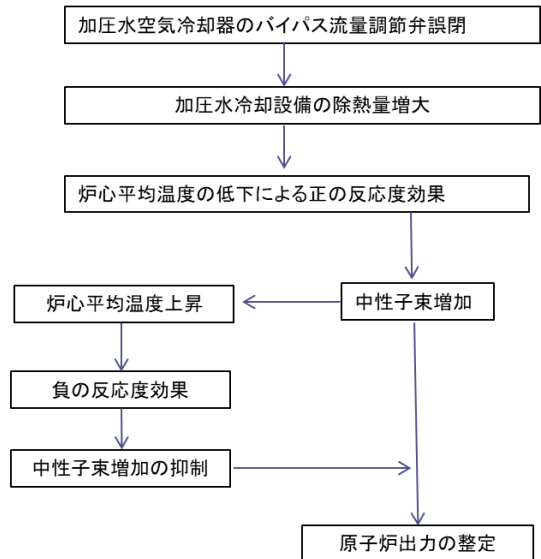 加圧水空気冷却器のバイパス流量調節弁誤閉
加圧水冷却設備の除熱量増大
炉心平均温度の低下による正の反応度効果
炉心平均温度上昇
中性子束増加
負の反応度効果
中性子束増加の抑制
原子炉出力の整定